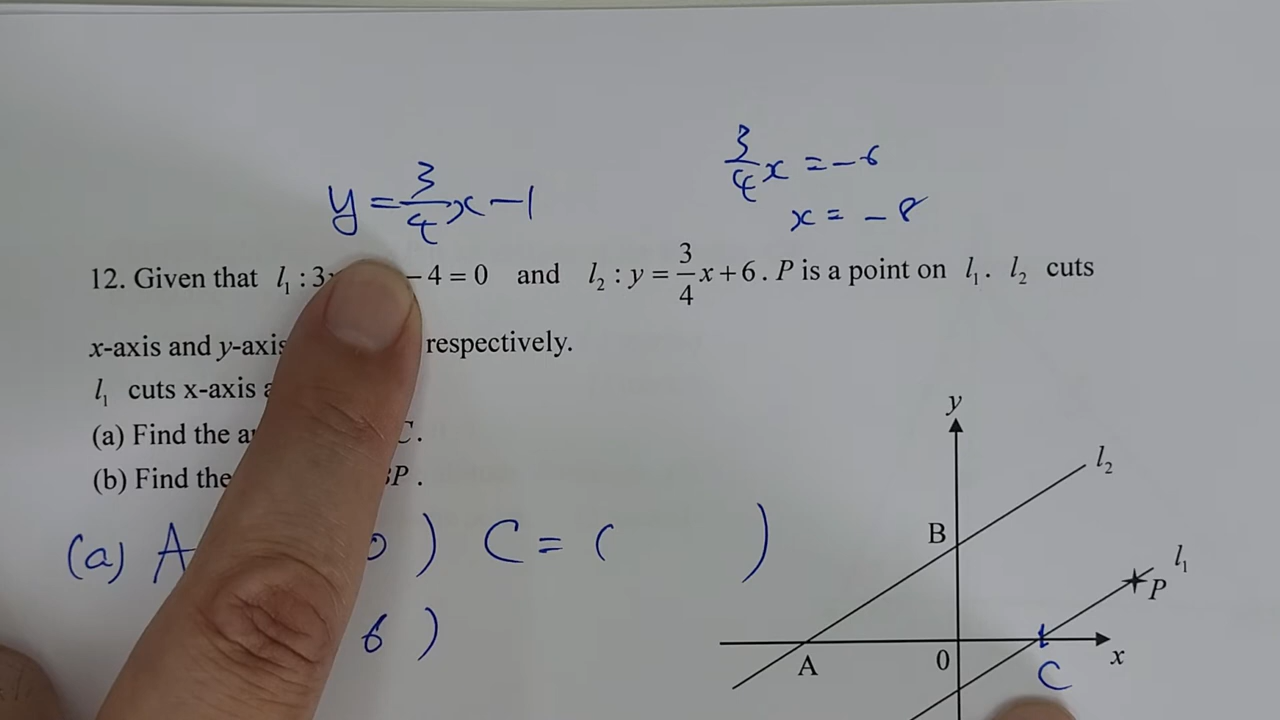 3/4 x = -6
y = 3/4 x - 1
x = -8
12. Given that l₁ : 3 - 4 = 0 and l₂ : y = 3/4 x + 6. P is a point on l₁. l₂ cuts
x-axis and y-axis respectively.
l₁ cuts x-axis
(a) Find the C.
(b) Find the P.
y
l₂
(a) A ) C = ( )
B
l₁
P
6 )
A
0
x
C